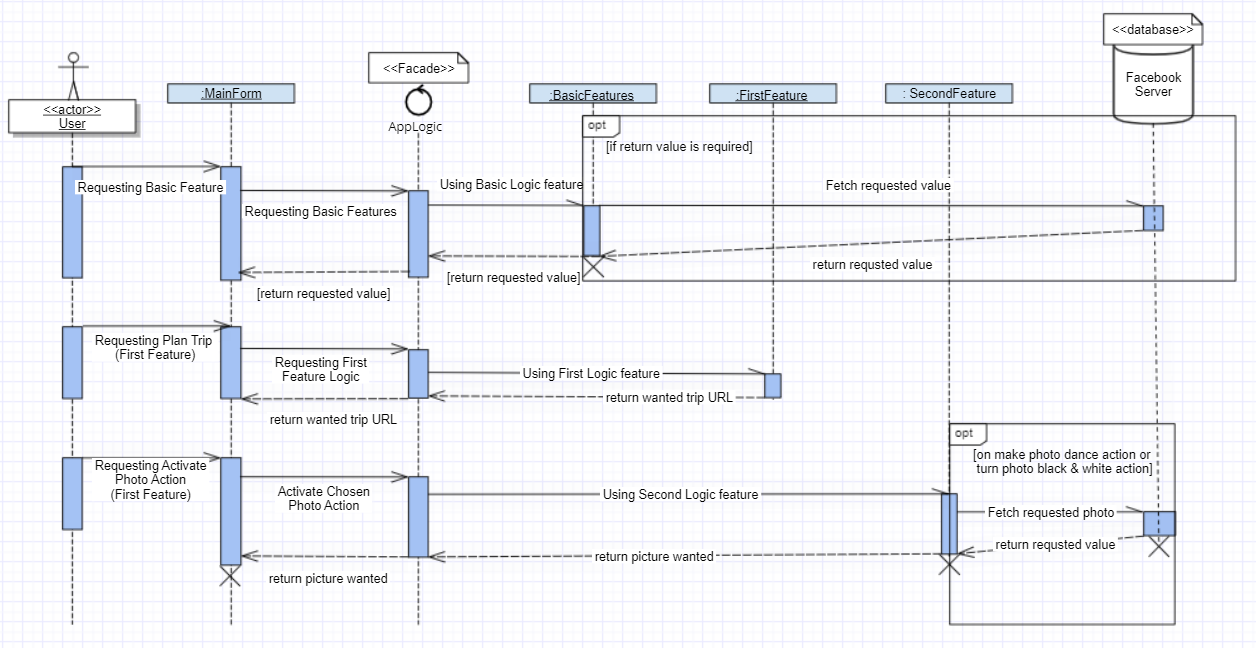 <<database>>
Facebook
Server
<<Facade>>
<<actor>>
User
:MainForm
AppLogic
:BasicFeatures
:FirstFeature
: SecondFeature
opt
[if return value is required]
Requesting Basic Feature
Requesting Basic Features
Using Basic Logic feature
Fetch requested value
return requsted value
[return requested value]
[return requested value]
Requesting Plan Trip
(First Feature)
Requesting First
Feature Logic
Using First Logic feature
return wanted trip URL
return wanted trip URL
opt
[on make photo dance action or
turn photo black & white action]
Requesting Activate
Photo Action
(First Feature)
Activate Chosen
Photo Action
Using Second Logic feature
Fetch requested photo
return requsted value
return picture wanted
return picture wanted